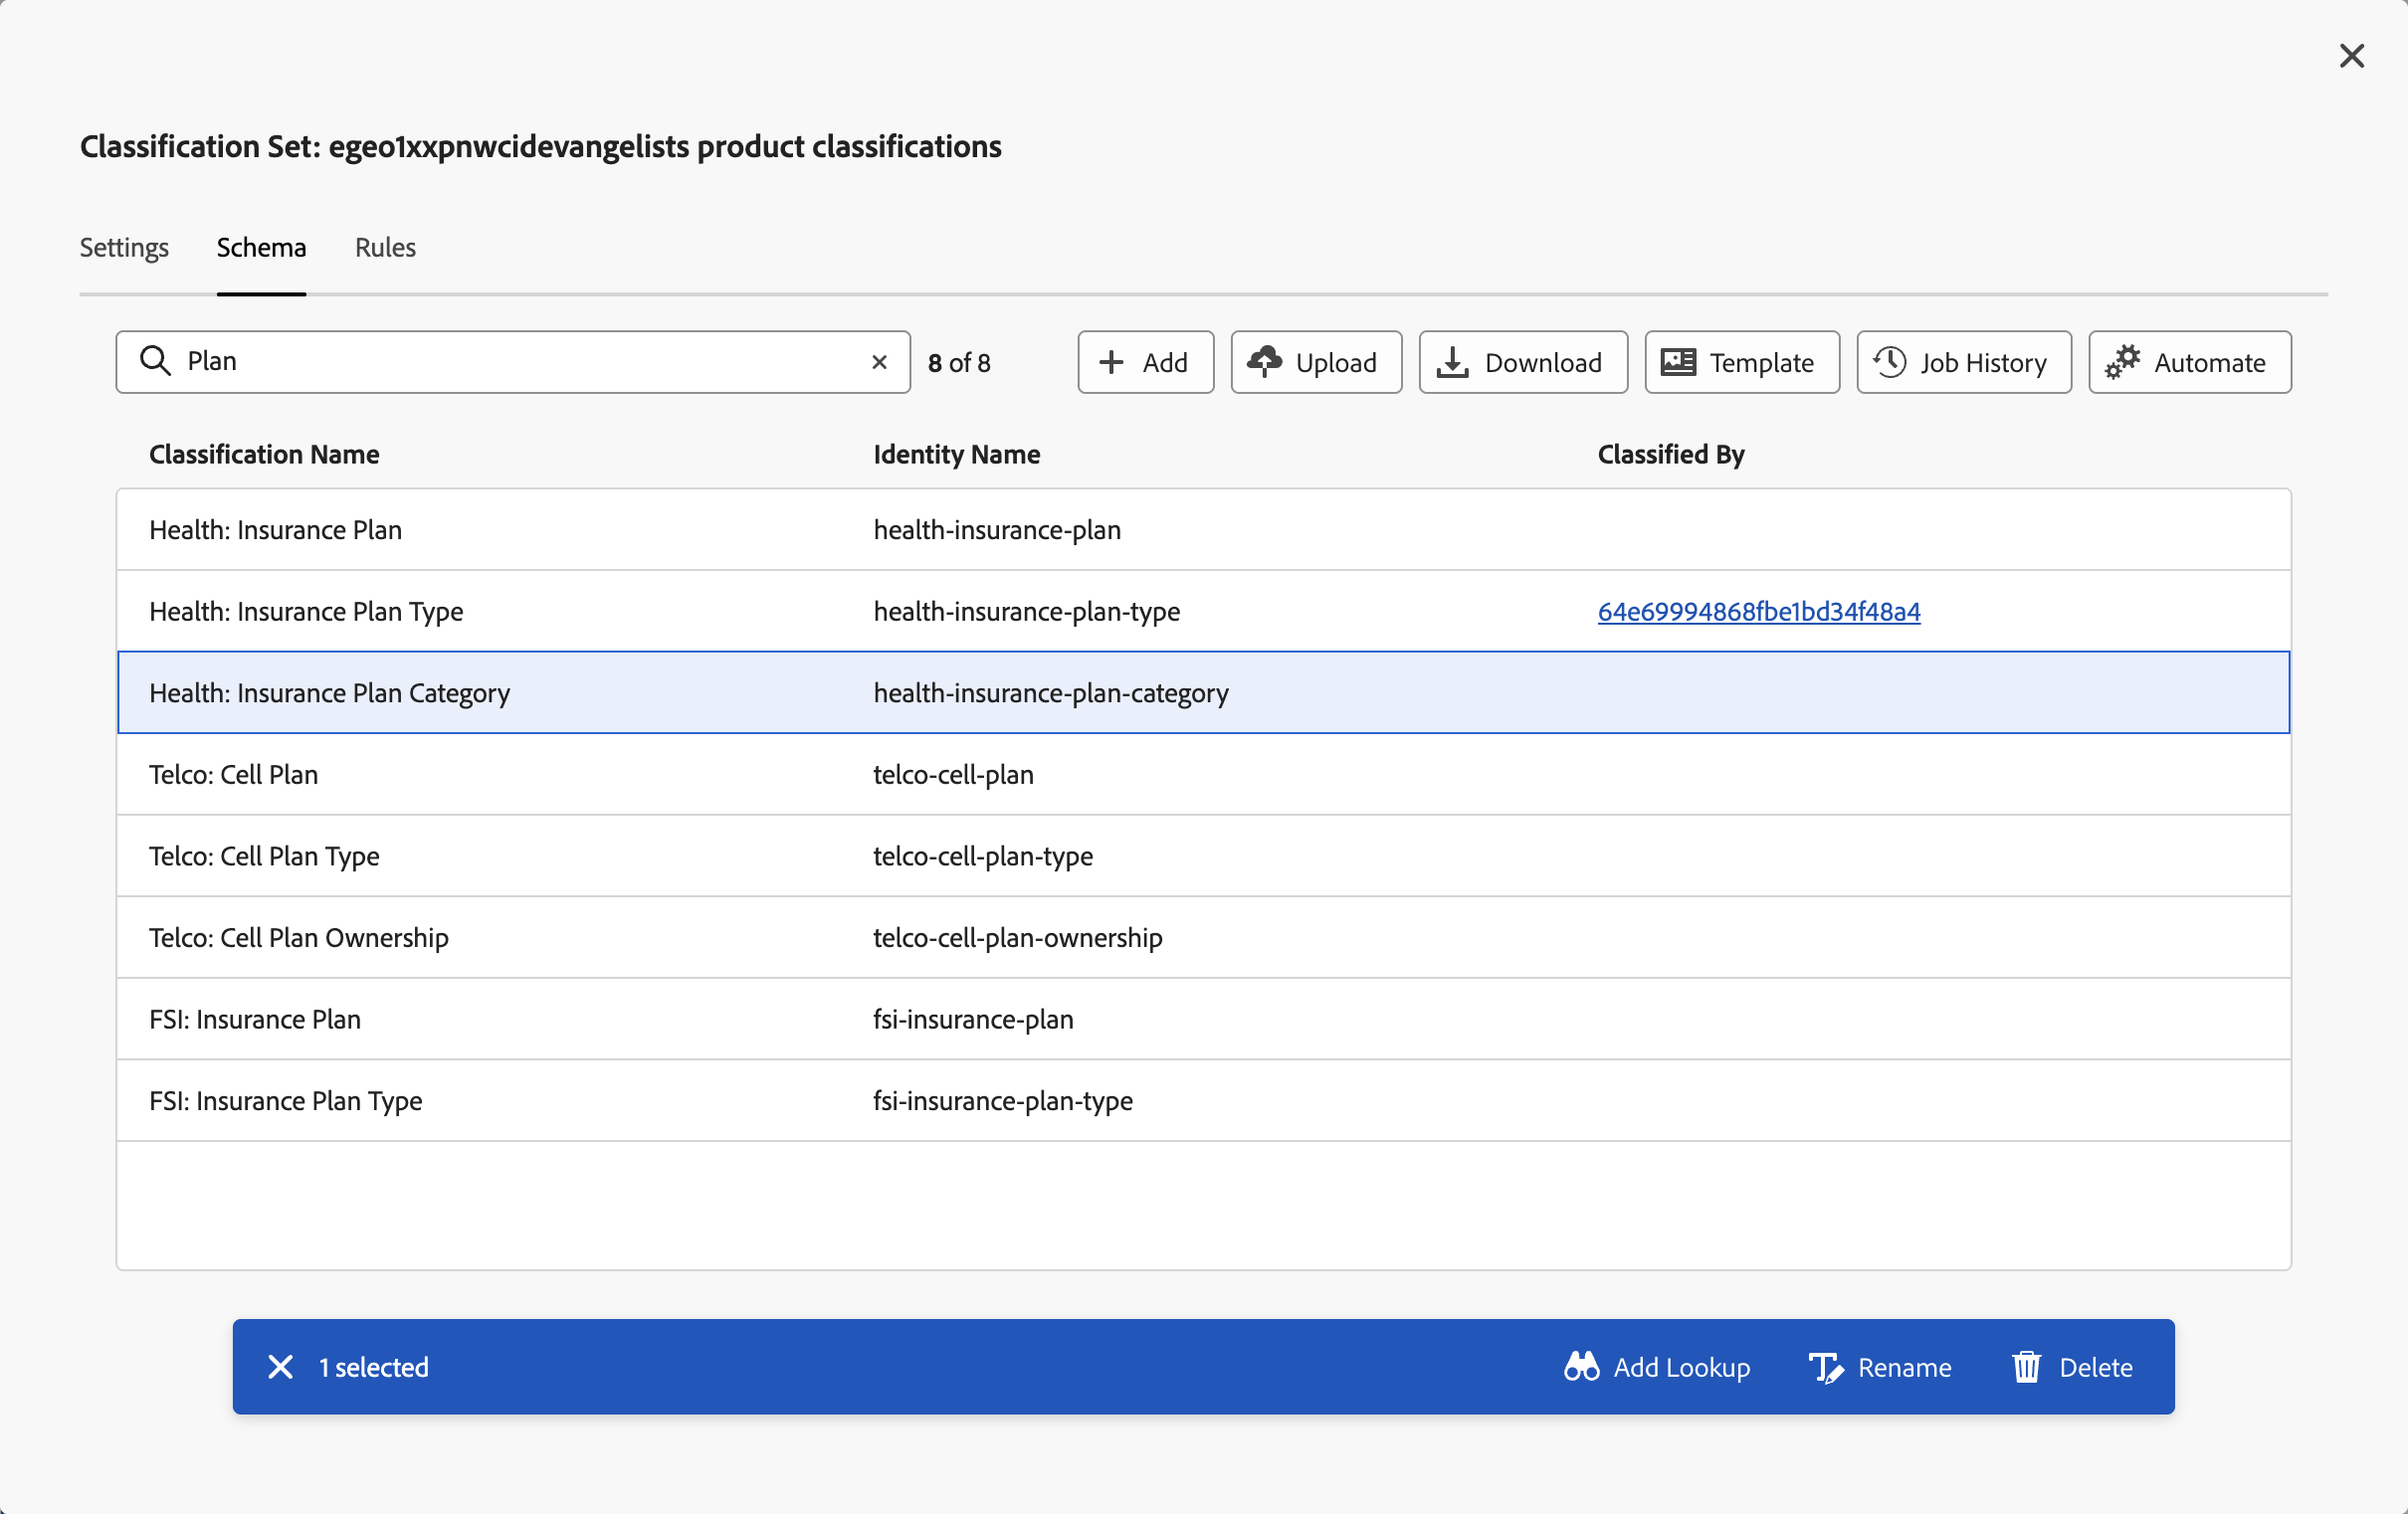 Classification Set: egeo1xxpnwcidevangelists product classifications
Settings Schema Rules
Plan 8 of 8 Add Upload Download Template Job History Automate
Classification Name Identity Name Classified By
Health: Insurance Plan health-insurance-plan
Health: Insurance Plan Type health-insurance-plan-type 64e69994868fbe1bd34f48a4
Health: Insurance Plan Category health-insurance-plan-category
Telco: Cell Plan telco-cell-plan
Telco: Cell Plan Type telco-cell-plan-type
Telco: Cell Plan Ownership telco-cell-plan-ownership
FSI: Insurance Plan fsi-insurance-plan
FSI: Insurance Plan Type fsi-insurance-plan-type
1 selected Add Lookup Rename Delete